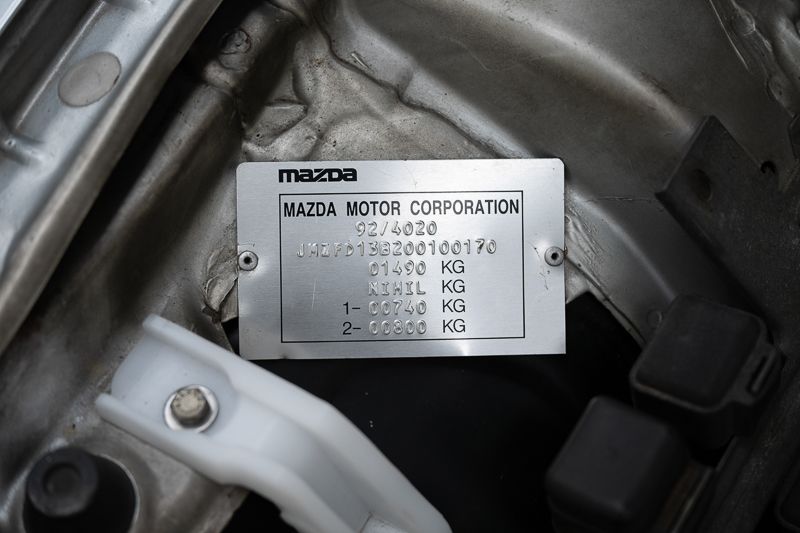 mazda
MAZDA MOTOR CORPORATION
92/4020
JMZFD13B200100170
01490 KG
NIHIL KG
1- 00740 KG
2- 00800 KG